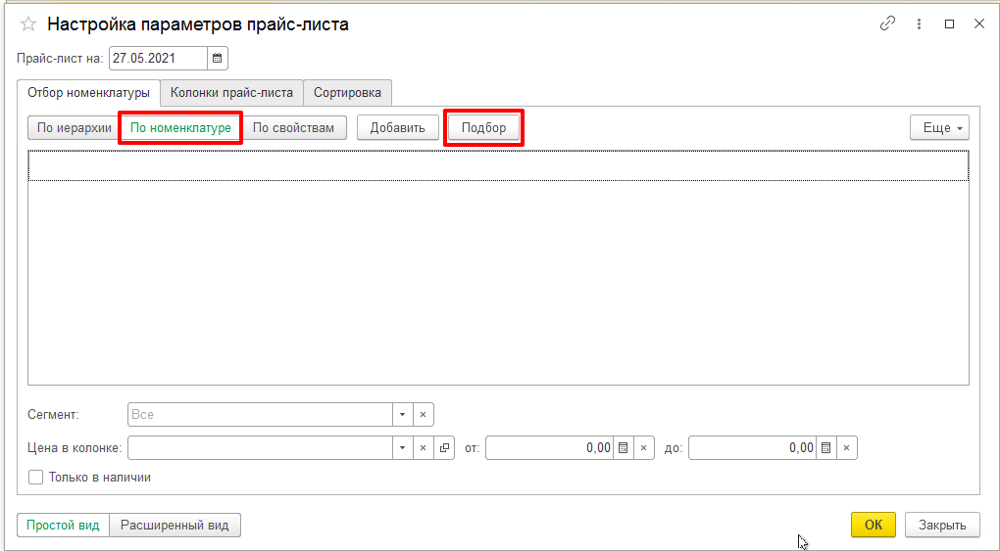 Настройка параметров прайс-листа
Прайс-лист на: 27.05.2021
Отбор номенклатуры Колонки прайс-листа Сортировка
По иерархии По номенклатуре По свойствам Добавить Подбор Еще
Сегмент: Все
Цена в колонке: от: 0,00 до: 0,00
Только в наличии
Простой вид Расширенный вид ОК Закрыть